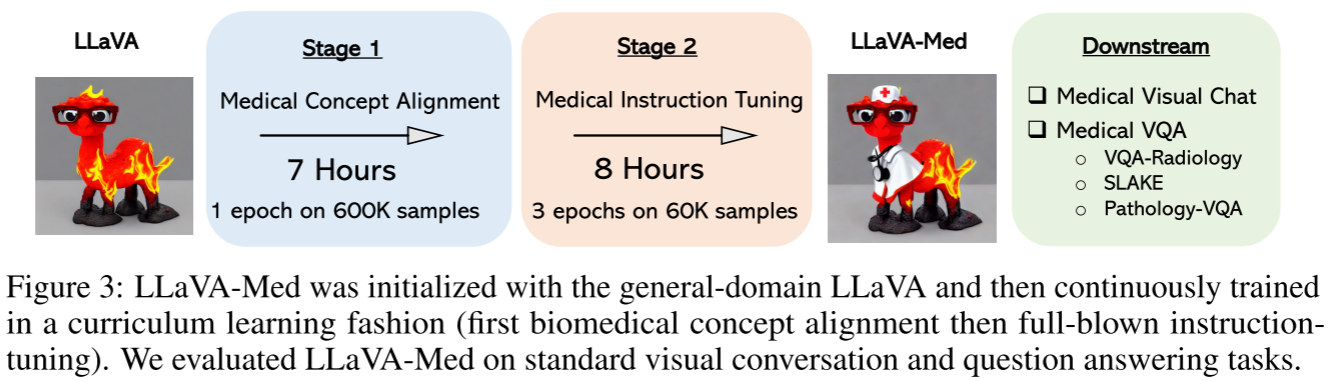 LLaVA
Stage 1
Medical Concept Alignment
7 Hours
1 epoch on 600K samples
Stage 2
Medical Instruction Tuning
8 Hours
3 epochs on 60K samples
LLaVA-Med
Downstream
❑ Medical Visual Chat
❑ Medical VQA
○ VQA-Radiology
○ SLAKE
○ Pathology-VQA
Figure 3: LLaVA-Med was initialized with the general-domain LLaVA and then continuously trained
in a curriculum learning fashion (first biomedical concept alignment then full-blown instruction-
tuning). We evaluated LLaVA-Med on standard visual conversation and question answering tasks.